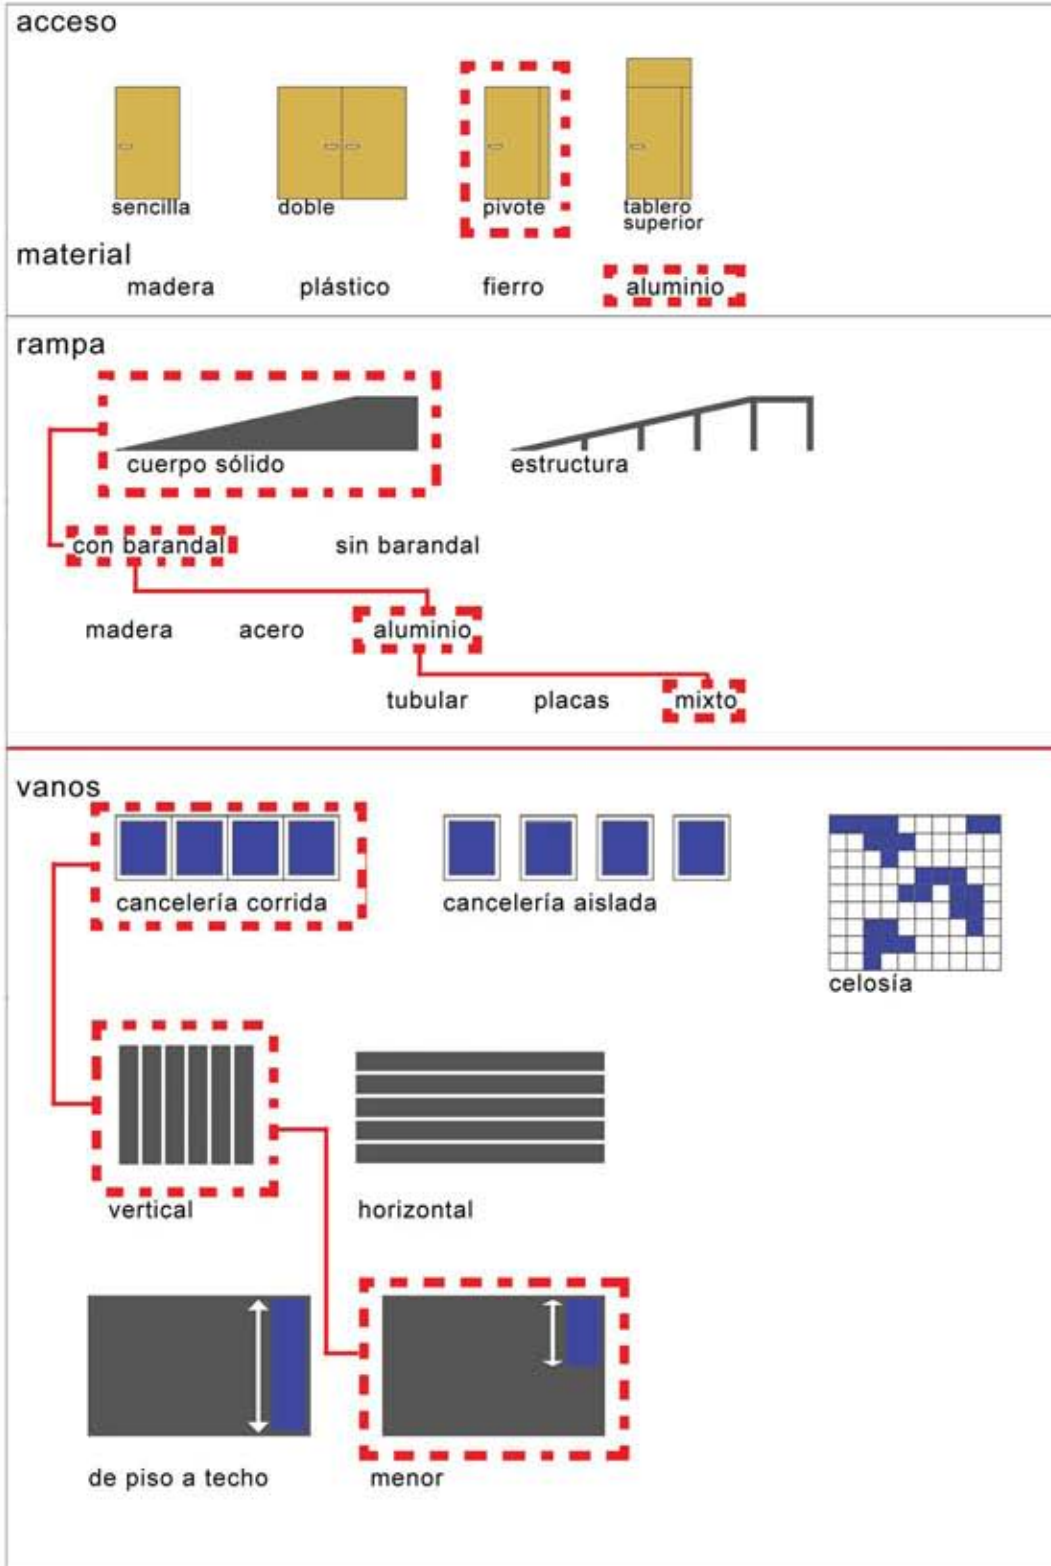 acceso
sencilla
doble
pivote
tablero
superior
material
madera
plástico
fierro
aluminio
rampa
cuerpo sólido
estructura
con barandal
sin barandal
madera
acero
aluminio
tubular
placas
mixto
vanos
cancelería corrida
cancelería aislada
celosía
vertical
horizontal
de piso a techo
menor